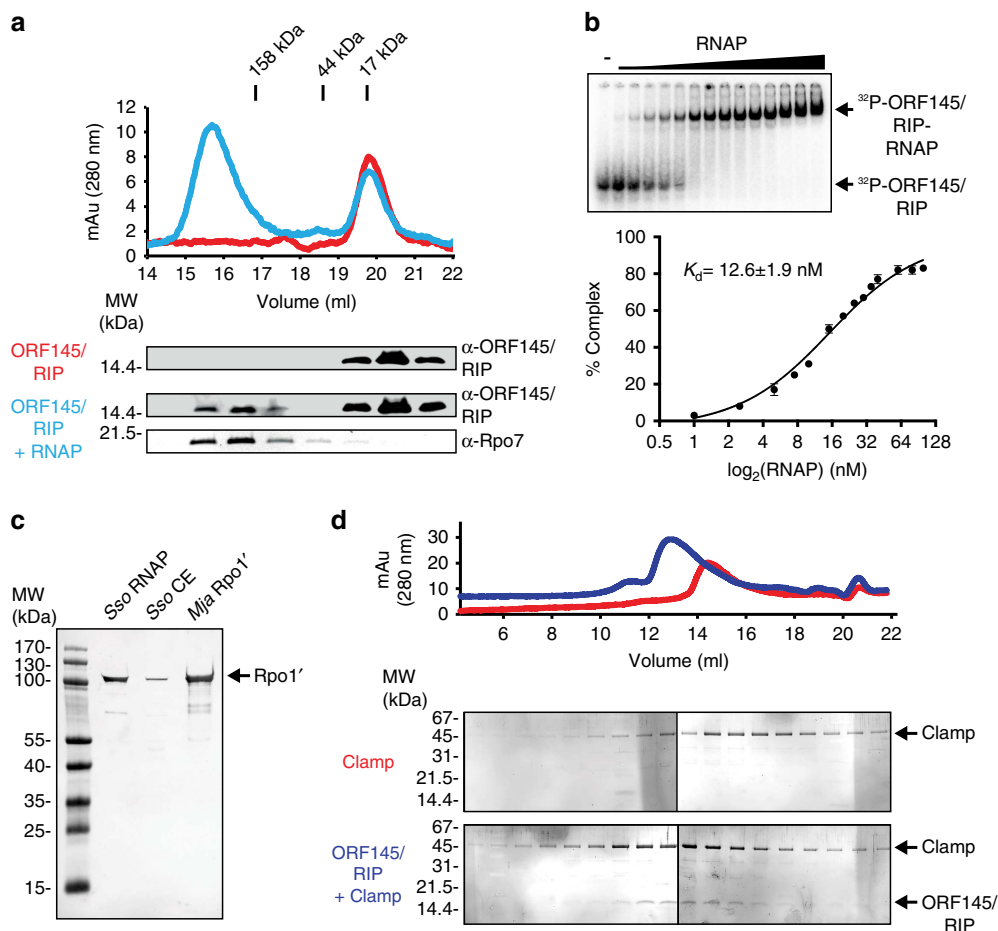 a
158 kDa
44 kDa
17 kDa
12
10
8
6
4
2
0
mAu (280 nm)
14 15 16 17 18 19 20 21 22
Volume (ml)
MW
(kDa)
ORF145/
RIP
14.4-
α-ORF145/
RIP
ORF145/
RIP
+ RNAP
14.4-
α-ORF145/
RIP
21.5-
α-Rpo7
b
RNAP
-
³²P-ORF145/
RIP-
RNAP
³²P-ORF145/
RIP
100
80
60
40
20
0
% Complex
Kd= 12.6±1.9 nM
0.5 1 2 4 8 16 32 64 128
log₂(RNAP) (nM)
c
MW
(kDa)
Sso RNAP
Sso CE
Mja Rpo1′
170-
130-
100-
55-
40-
35-
25-
15-
Rpo1′
d
30
20
10
0
mAu
(280 nm)
6 8 10 12 14 16 18 20 22
Volume (ml)
MW
(kDa)
Clamp
67-
45-
31-
21.5-
14.4-
Clamp
ORF145/
RIP
+ Clamp
67-
45-
31-
21.5-
14.4-
Clamp
ORF145/
RIP